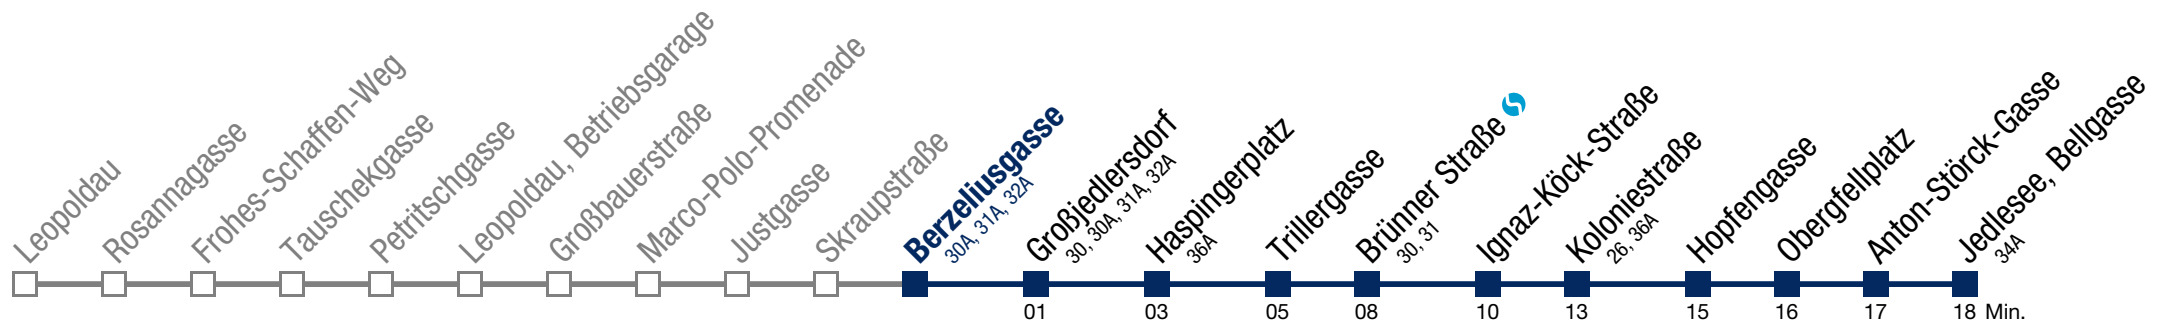 Leopoldau
Rosannagasse
Frohes-Schaffen-Weg
Tauschekgasse
Petritschgasse
Leopoldau, Betriebsgarage
Großbauerstraße
Marco-Polo-Promenade
Justgasse
Skraupstraße
Berzeliusgasse
30A, 31A, 32A
Großjedlersdorf
30, 30A, 31A, 32A
Haspingerplatz
36A
Trillergasse
Brünner Straße
30, 31
Ignaz-Köck-Straße
Koloniestraße
26, 36A
Hopfengasse
Obergfellplatz
Anton-Störck-Gasse
Jedlesee, Bellgasse
34A
01 03 05 08 10 13 15 16 17 18 Min.